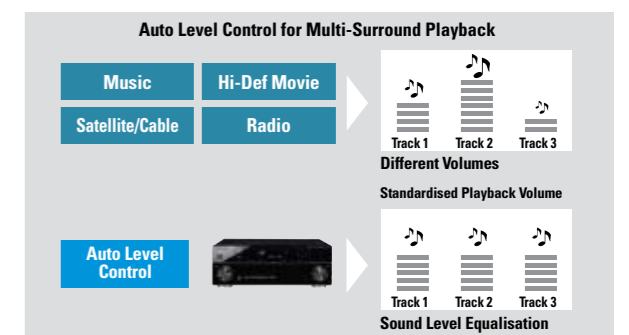 Auto Level Control for Multi-Surround Playback
Music
Hi-Def Movie
Satellite/Cable
Radio
Track 1
Track 2
Track 3
Different Volumes
Standardised Playback Volume
Auto Level
Control
Track 1
Track 2
Track 3
Sound Level Equalisation